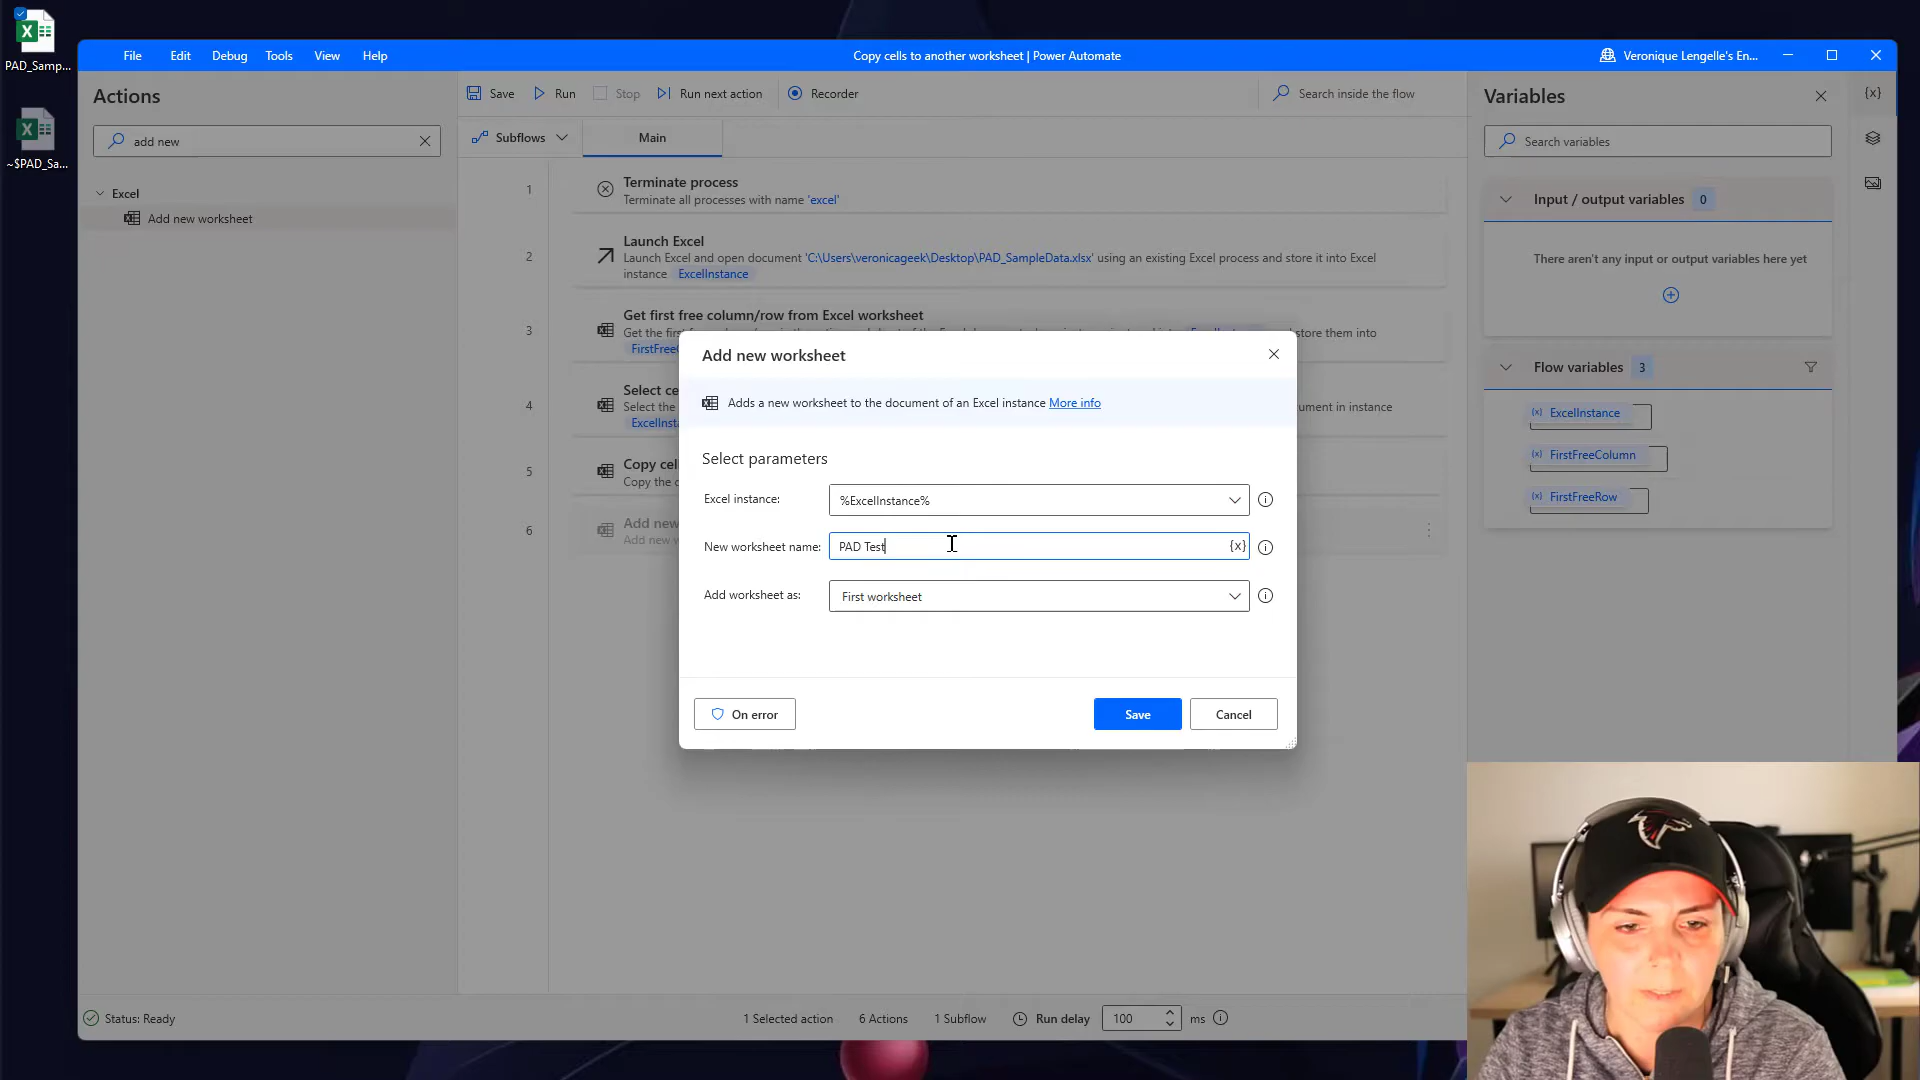 PAD_Samp...
~$PAD_Sa...
File Edit Debug Tools View Help
Copy cells to another worksheet | Power Automate
Veronique Lengelle's En...
Actions
add new
Excel
Add new worksheet
Save Run Stop Run next action Recorder
Search inside the flow
Subflows Main
1
Terminate process
Terminate all processes with name 'excel'
2
Launch Excel
Launch Excel and open document 'C:\Users\veronicageek\Desktop\PAD_SampleData.xlsx' using an existing Excel process and store it into Excel
instance ExcelInstance
3
Get first free column/row from Excel worksheet
Get the store them into
FirstFree
4
Select ce
Select the ument in instance
ExcelInsta
5
Copy cel
Copy the
6
Add new
Add new
Add new worksheet
Adds a new worksheet to the document of an Excel instance More info
Select parameters
Excel instance: %ExcelInstance%
New worksheet name: PAD Test {x}
Add worksheet as: First worksheet
On error Save Cancel
Variables
{x}
Search variables
Input / output variables 0
There aren't any input or output variables here yet
Flow variables 3
(x) ExcelInstance
(x) FirstFreeColumn
(x) FirstFreeRow
Status: Ready 1 Selected action 6 Actions 1 Subflow Run delay 100 ms